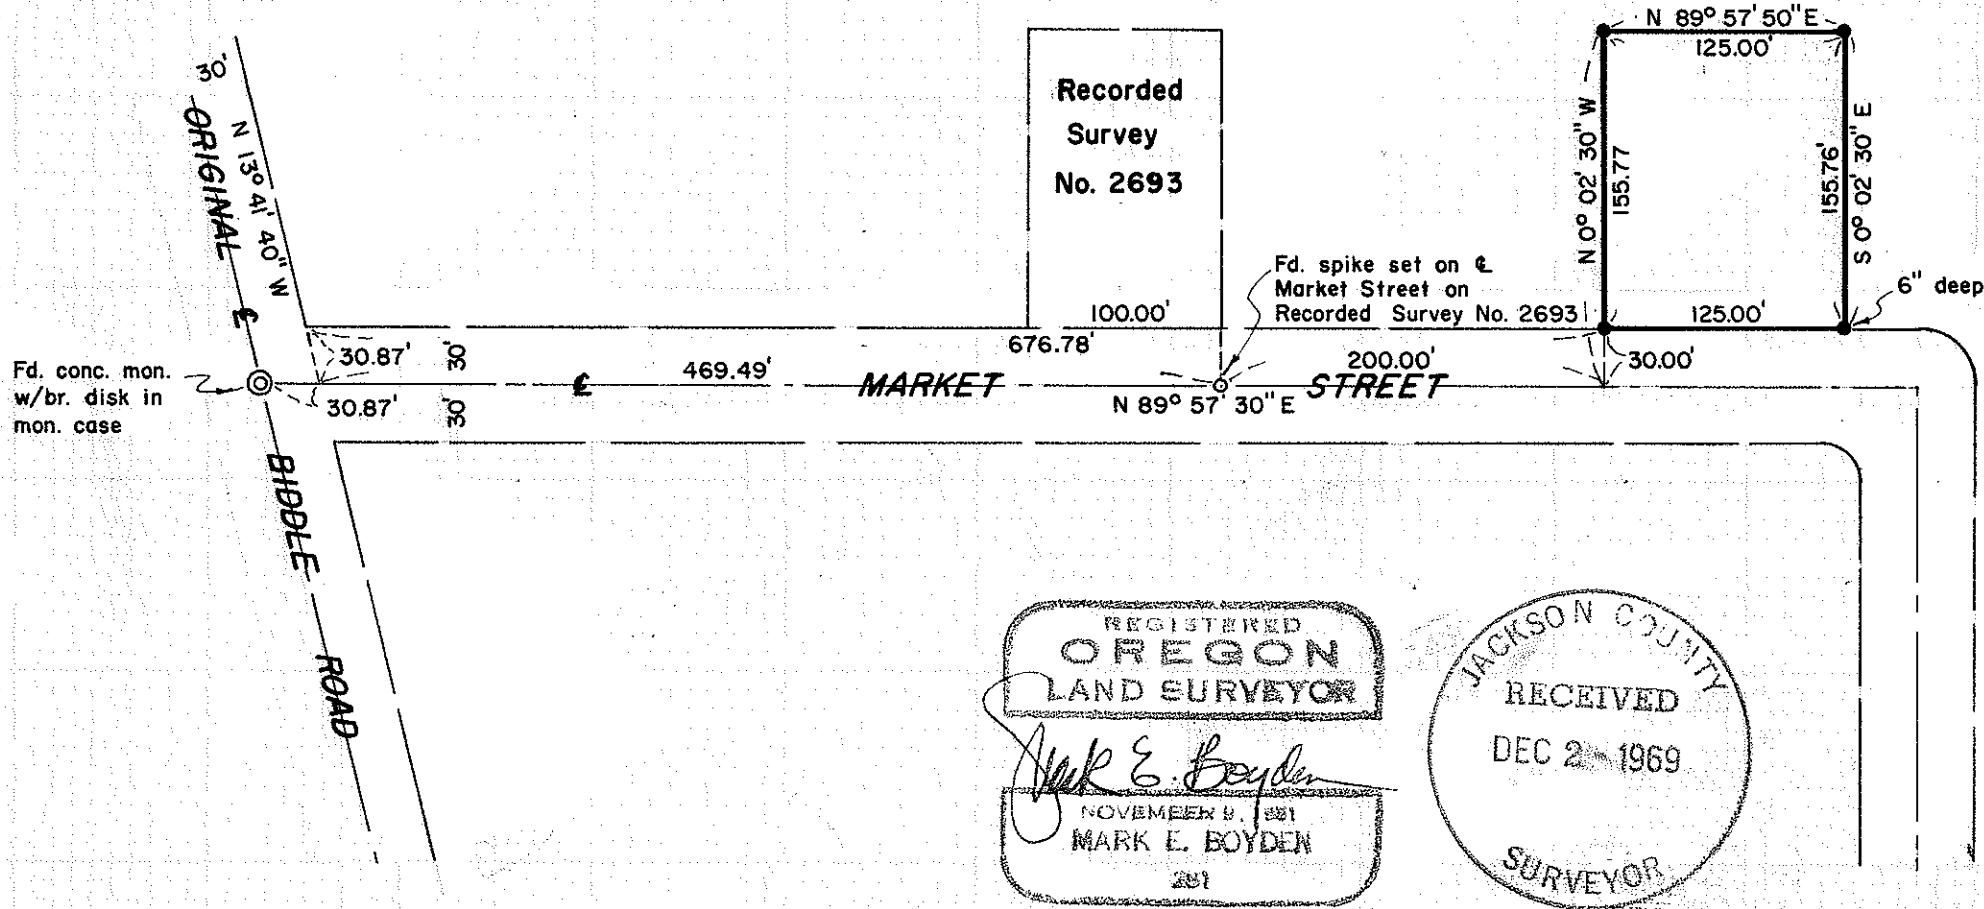 N 89° 57' 50" E
125.00'
30'
ORIGINAL ℄
N 13° 41' 40" W
Recorded
Survey
No. 2693
N 0° 02' 30" W
155.77
155.76'
S 0° 02' 30" E
6" deep
Fd. spike set on ℄
Market Street on
Recorded Survey No. 2693
100.00'
125.00'
676.78'
30.87'
30'
469.49'
200.00'
30.00'
Fd. conc. mon.
w/br. disk in
mon. case
℄ MARKET STREET
30.87'
30'
N 89° 57' 30" E
BIDDLE ROAD
REGISTERED
OREGON
LAND SURVEYOR
Mark E. Boyden
NOVEMBER
MARK E. BOYDEN
281
JACKSON COUNTY
RECEIVED
DEC 2 1969
SURVEYOR